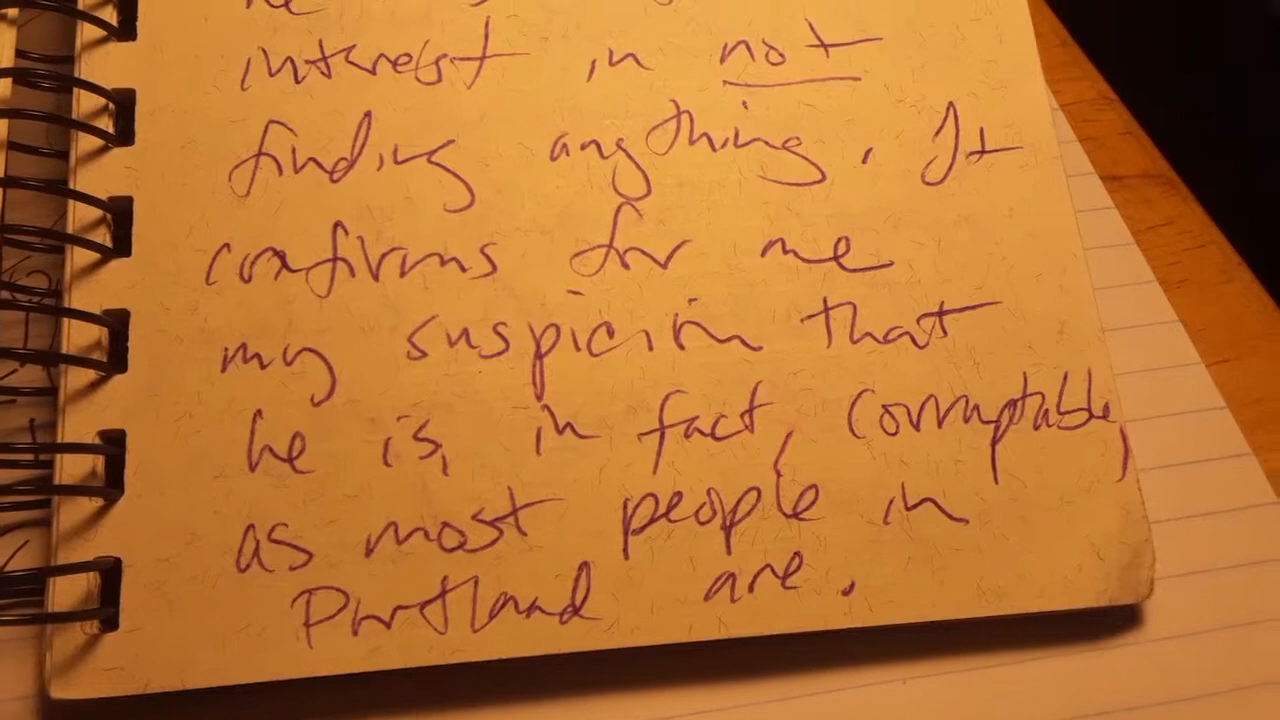 interest in not
finding anything. It
confirms for me
my suspicion that
he is, in fact, corruptable,
as most people in
Portland are.